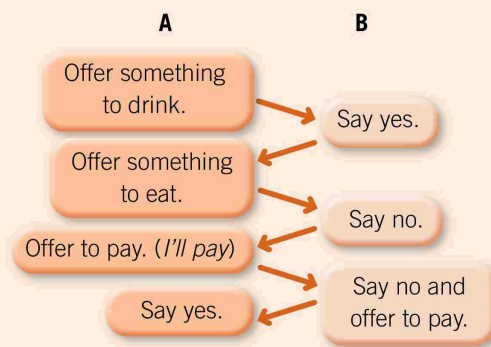 A B
Offer something
to drink.
Say yes.
Offer something
to eat.
Say no.
Offer to pay. (I'll pay)
Say no and
offer to pay.
Say yes.